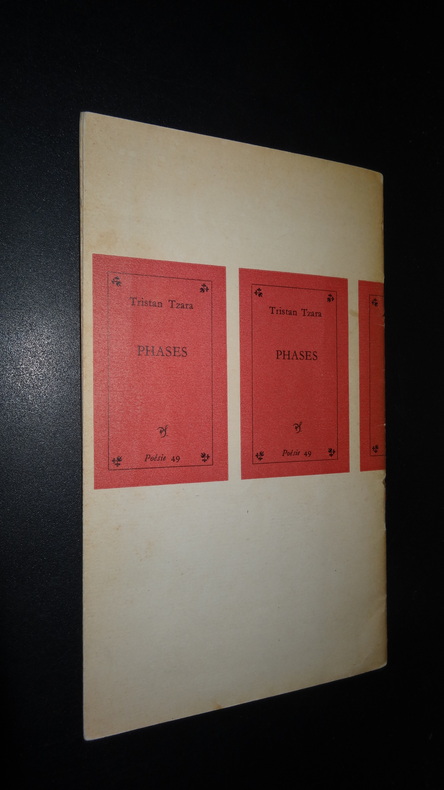 Tristan Tzara
PHASES
Poésie 49
Tristan Tzara
PHASES
Poésie 49